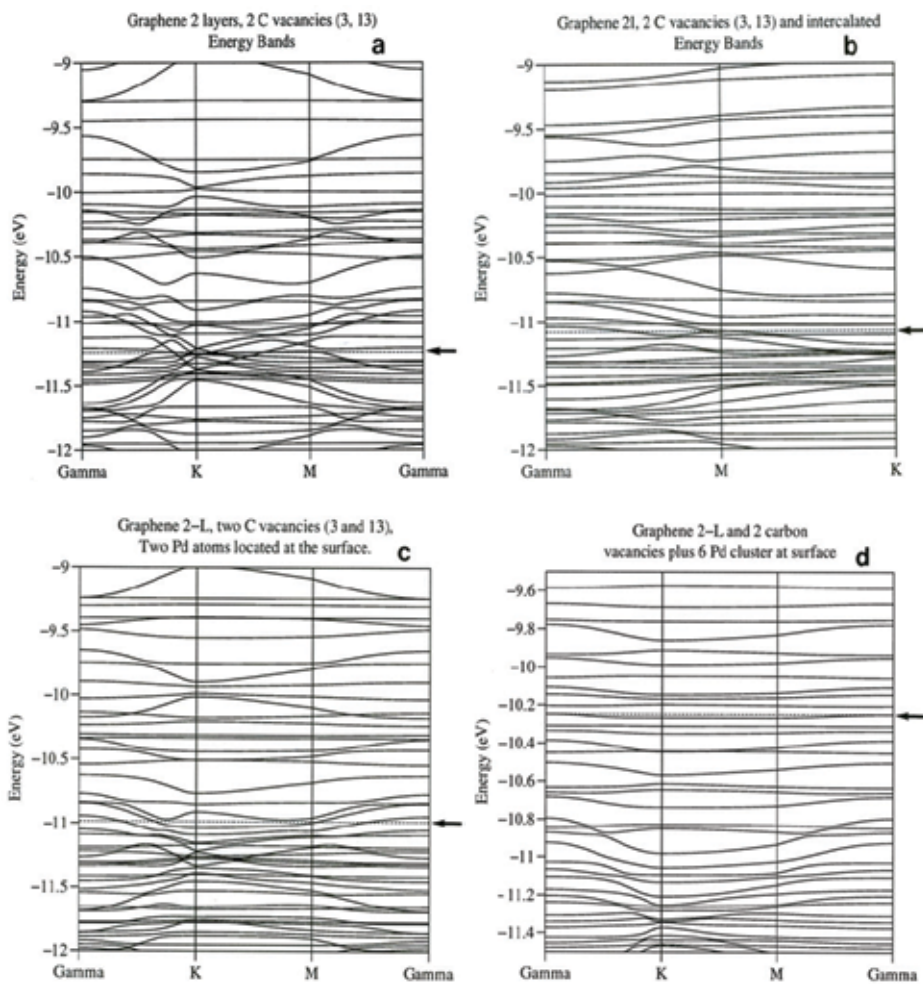 Graphene 2 layers, 2 C vacancies (3, 13)
Energy Bands
a
-9
-9.5
-10
-10.5
-11
-11.5
-12
Energy (eV)
Gamma K M Gamma
Graphene 2l, 2 C vacancies (3, 13) and intercalated
Energy Bands
b
-9
-9.5
-10
-10.5
-11
-11.5
-12
Energy (eV)
Gamma M K
Graphene 2-L, two C vacancies (3 and 13),
Two Pd atoms located at the surface.
c
-9
-9.5
-10
-10.5
-11
-11.5
-12
Energy (eV)
Gamma K M Gamma
Graphene 2-L and 2 carbon
vacancies plus 6 Pd cluster at surface
d
-9.6
-9.8
-10
-10.2
-10.4
-10.6
-10.8
-11
-11.2
-11.4
Energy (eV)
Gamma K M Gamma